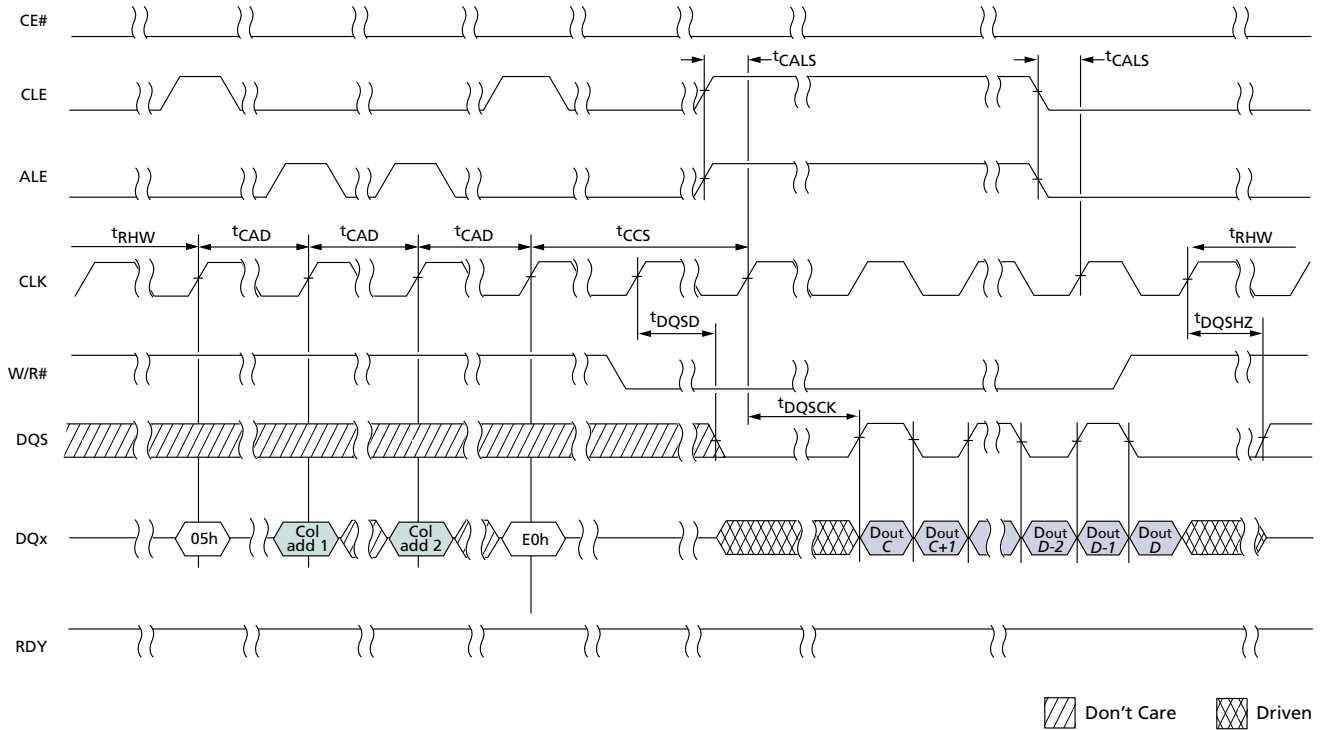 CE#
tCALS
tCALS
CLE
ALE
tRHW
tCAD
tCAD
tCAD
tCCS
tRHW
CLK
tDQSD
tDQSHZ
W/R#
tDQSCK
DQS
DQx
05h
Col
add 1
Col
add 2
E0h
Dout
C
Dout
C+1
Dout
D-2
Dout
D-1
Dout
D
RDY
Don't Care
Driven